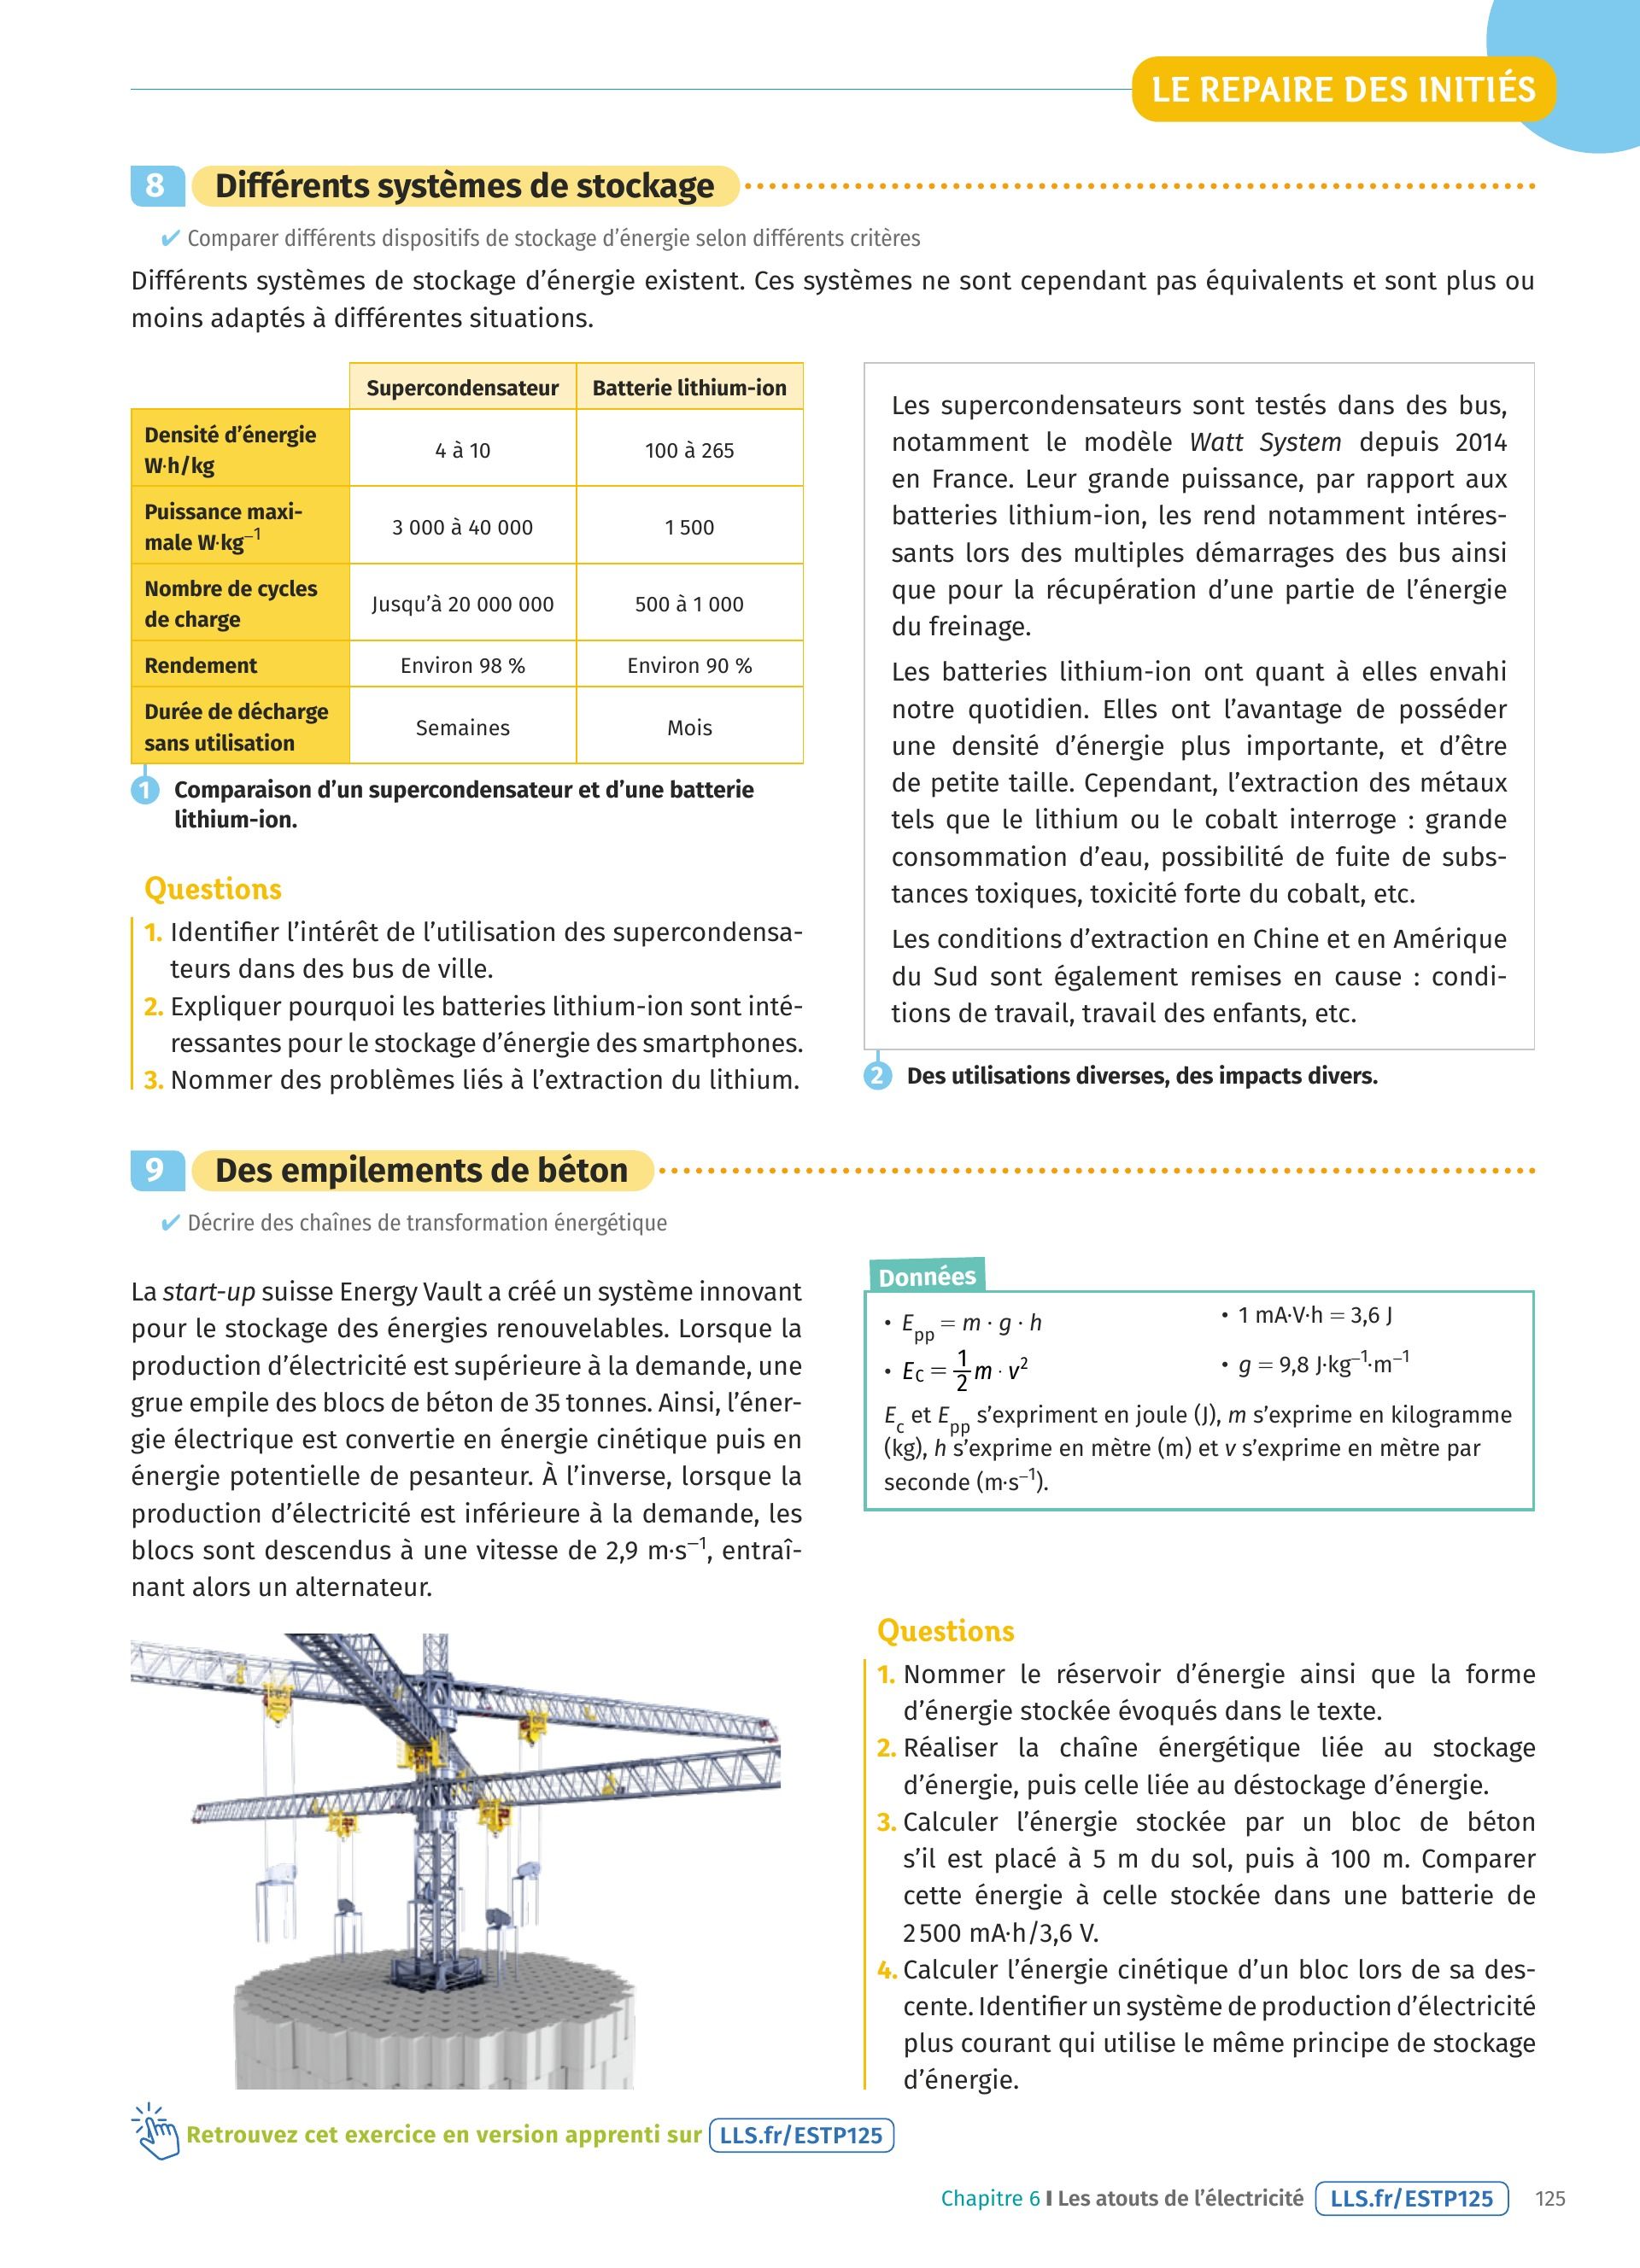 LE REPAIRE DES INITIÉS
8 Différents systèmes de stockage
✔ Comparer différents dispositifs de stockage d’énergie selon différents critères
Différents systèmes de stockage d’énergie existent. Ces systèmes ne sont cependant pas équivalents et sont plus ou
moins adaptés à différentes situations.
Supercondensateur Batterie lithium-ion
Densité d’énergie
W·h/kg
4 à 10 100 à 265
Puissance maxi-
male W·kg⁻¹
3 000 à 40 000 1 500
Nombre de cycles
de charge
Jusqu’à 20 000 000 500 à 1 000
Rendement Environ 98 % Environ 90 %
Durée de décharge
sans utilisation
Semaines Mois
1 Comparaison d’un supercondensateur et d’une batterie
lithium-ion.
Questions
1. Identifier l’intérêt de l’utilisation des supercondensa-
teurs dans des bus de ville.
2. Expliquer pourquoi les batteries lithium-ion sont inté-
ressantes pour le stockage d’énergie des smartphones.
3. Nommer des problèmes liés à l’extraction du lithium.
Les supercondensateurs sont testés dans des bus,
notamment le modèle Watt System depuis 2014
en France. Leur grande puissance, par rapport aux
batteries lithium-ion, les rend notamment intéres-
sants lors des multiples démarrages des bus ainsi
que pour la récupération d’une partie de l’énergie
du freinage.
Les batteries lithium-ion ont quant à elles envahi
notre quotidien. Elles ont l’avantage de posséder
une densité d’énergie plus importante, et d’être
de petite taille. Cependant, l’extraction des métaux
tels que le lithium ou le cobalt interroge : grande
consommation d’eau, possibilité de fuite de subs-
tances toxiques, toxicité forte du cobalt, etc.
Les conditions d’extraction en Chine et en Amérique
du Sud sont également remises en cause : condi-
tions de travail, travail des enfants, etc.
2 Des utilisations diverses, des impacts divers.
9 Des empilements de béton
✔ Décrire des chaînes de transformation énergétique
La start-up suisse Energy Vault a créé un système innovant
pour le stockage des énergies renouvelables. Lorsque la
production d’électricité est supérieure à la demande, une
grue empile des blocs de béton de 35 tonnes. Ainsi, l’éner-
gie électrique est convertie en énergie cinétique puis en
énergie potentielle de pesanteur. À l’inverse, lorsque la
production d’électricité est inférieure à la demande, les
blocs sont descendus à une vitesse de 2,9 m·s⁻¹, entraî-
nant alors un alternateur.
Données
• Epp = m · g · h
• 1 mA·V·h = 3,6 J
• EC = 1/2 m · v²
• g = 9,8 J·kg⁻¹·m⁻¹
Ec et Epp s’expriment en joule (J), m s’exprime en kilogramme
(kg), h s’exprime en mètre (m) et v s’exprime en mètre par
seconde (m·s⁻¹).
Questions
1. Nommer le réservoir d’énergie ainsi que la forme
d’énergie stockée évoqués dans le texte.
2. Réaliser la chaîne énergétique liée au stockage
d’énergie, puis celle liée au déstockage d’énergie.
3. Calculer l’énergie stockée par un bloc de béton
s’il est placé à 5 m du sol, puis à 100 m. Comparer
cette énergie à celle stockée dans une batterie de
2 500 mA·h/3,6 V.
4. Calculer l’énergie cinétique d’un bloc lors de sa des-
cente. Identifier un système de production d’électricité
plus courant qui utilise le même principe de stockage
d’énergie.
Retrouvez cet exercice en version apprenti sur LLS.fr/ESTP125
Chapitre 6 I Les atouts de l’électricité LLS.fr/ESTP125 125